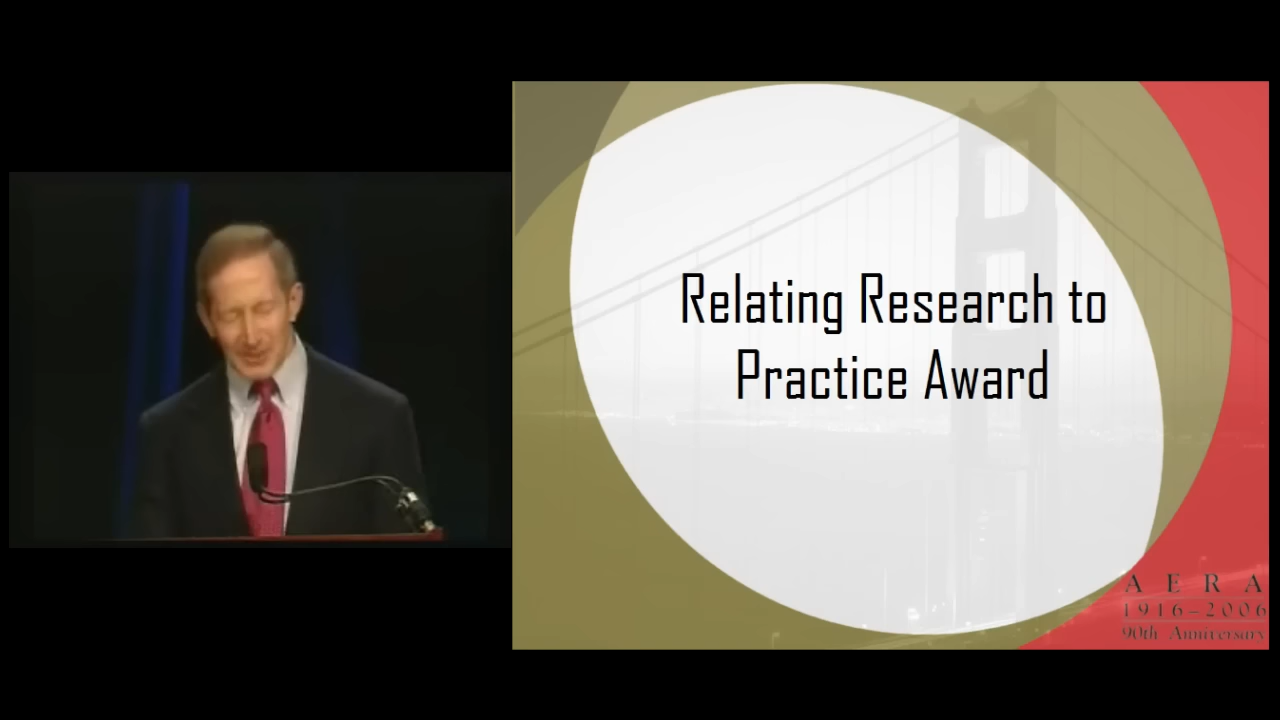 Relating Research to
Practice Award
A E R A
1916–2006
90th Anniversary